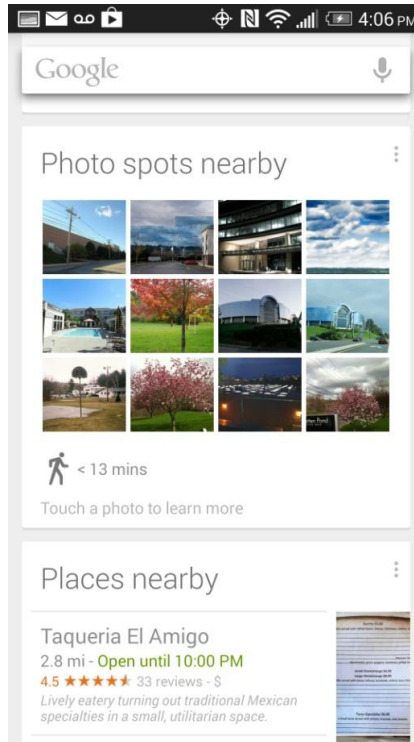 4:06 PM
Google
Photo spots nearby
< 13 mins
Touch a photo to learn more
Places nearby
Taqueria El Amigo
2.8 mi - Open until 10:00 PM
4.5 ★★★★★ 33 reviews - $
Lively eatery turning out traditional Mexican
specialties in a small, utilitarian space.